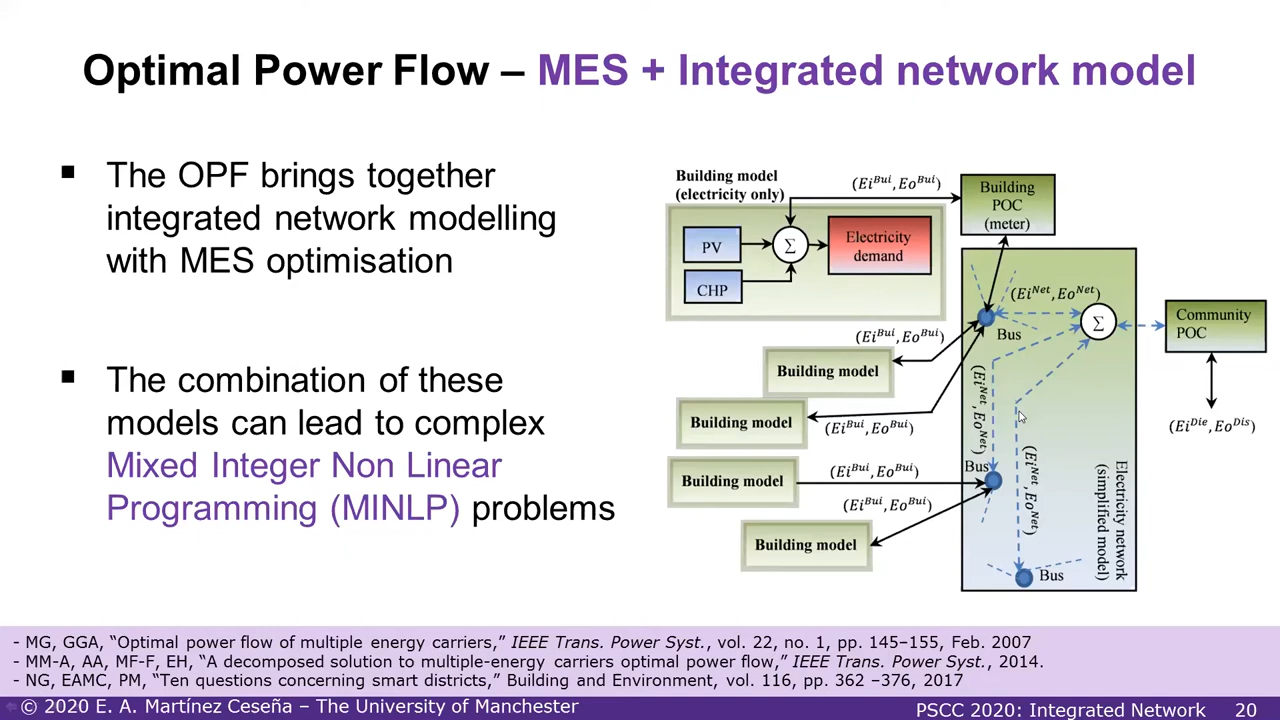 Optimal Power Flow – MES + Integrated network model
▪ The OPF brings together
integrated network modelling
with MES optimisation
▪ The combination of these
models can lead to complex
Mixed Integer Non Linear
Programming (MINLP) problems
Building model
(electricity only)
(Ei^Bui, Eo^Bui)
Building
POC
(meter)
PV
Σ
Electricity
demand
CHP
(Ei^Net, Eo^Net)
Σ
Community
POC
Bus
(Ei^Bui, Eo^Bui)
Building model
(Ei^Net, Eo^Net)
Building model
(Ei^Bui, Eo^Bui)
(Ei^Die, Eo^Dis)
Building model
(Ei^Bui, Eo^Bui)
Bus
(Ei^Net, Eo^Net)
(Ei^Bui, Eo^Bui)
Building model
Bus
Electricity network
(simplified model)
- MG, GGA, “Optimal power flow of multiple energy carriers,” IEEE Trans. Power Syst., vol. 22, no. 1, pp. 145–155, Feb. 2007
- MM-A, AA, MF-F, EH, “A decomposed solution to multiple-energy carriers optimal power flow,” IEEE Trans. Power Syst., 2014.
- NG, EAMC, PM, “Ten questions concerning smart districts,” Building and Environment, vol. 116, pp. 362 –376, 2017
© 2020 E. A. Martínez Ceseña – The University of Manchester
PSCC 2020: Integrated Network 20